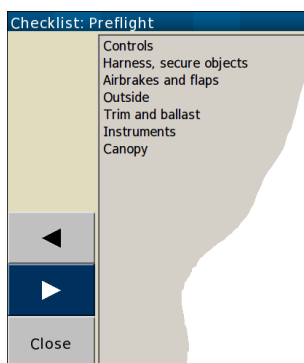 Checklist: Preflight
Controls
Harness, secure objects
Airbrakes and flaps
Outside
Trim and ballast
Instruments
Canopy
Close